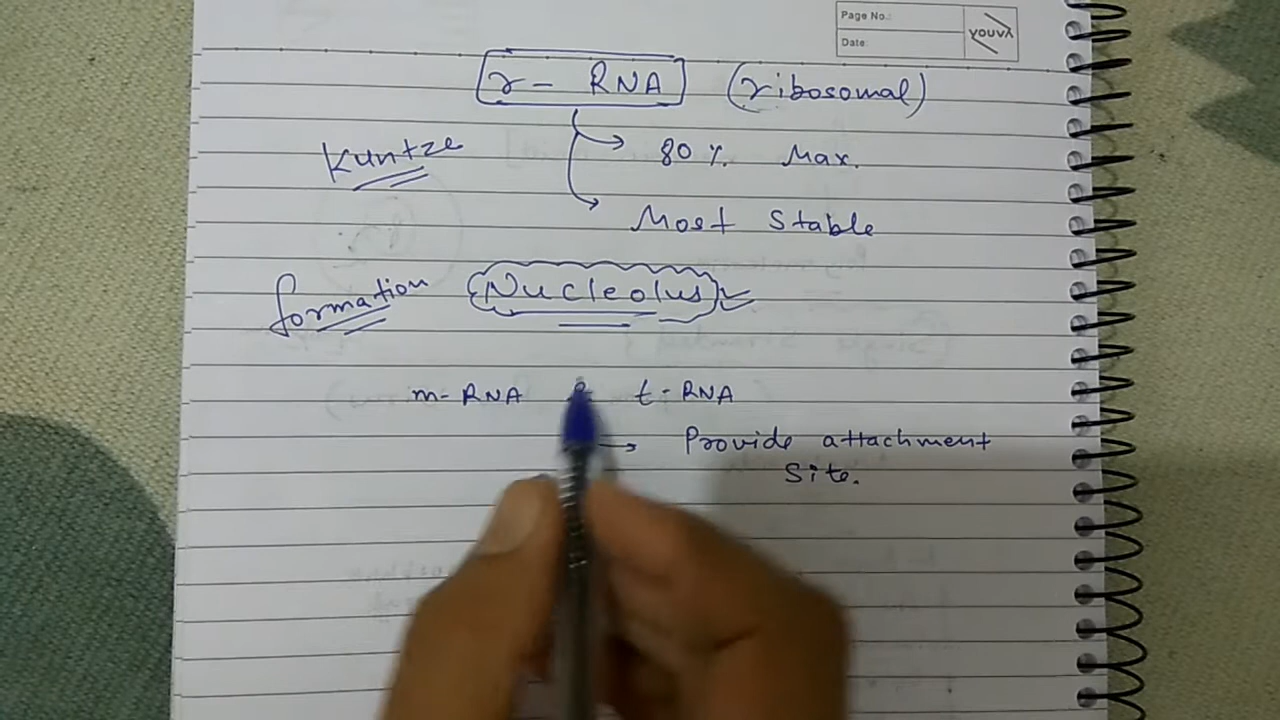 Page No.:
Date:
youva
r - RNA (ribosomal)
Kuntze
80 %. Max.
Most Stable
formation Nucleolus
m-RNA & t-RNA
Provide attachment
Site.